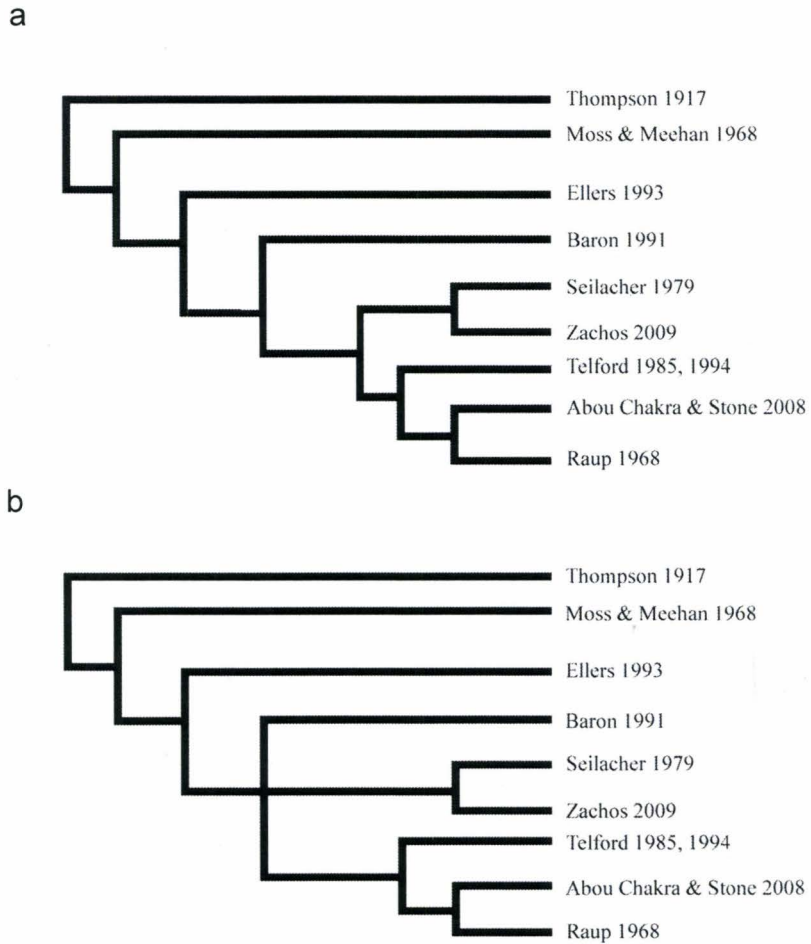 a
Thompson 1917
Moss & Meehan 1968
Ellers 1993
Baron 1991
Seilacher 1979
Zachos 2009
Telford 1985, 1994
Abou Chakra & Stone 2008
Raup 1968
b
Thompson 1917
Moss & Meehan 1968
Ellers 1993
Baron 1991
Seilacher 1979
Zachos 2009
Telford 1985, 1994
Abou Chakra & Stone 2008
Raup 1968